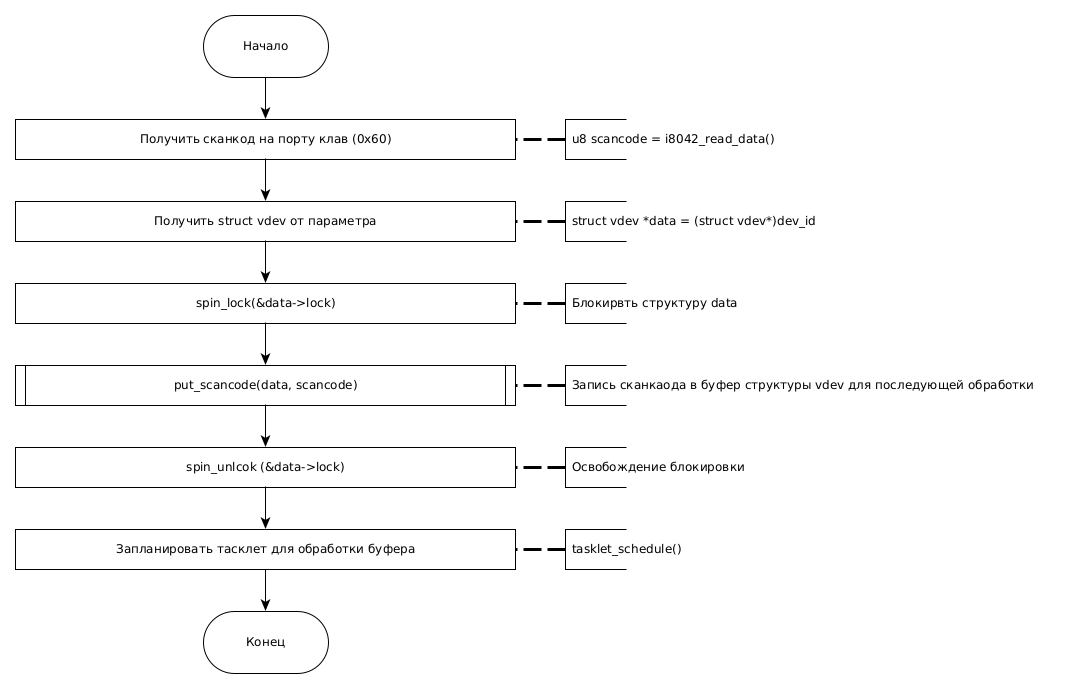 Начало
Получить сканкод на порту клав (0x60)
u8 scancode = i8042_read_data()
Получить struct vdev от параметра
struct vdev *data = (struct vdev*)dev_id
spin_lock(&data->lock)
Блокирвть структуру data
put_scancode(data, scancode)
Запись сканкаода в буфер структуры vdev для последующей обработки
spin_unlcok (&data->lock)
Освобождение блокировки
Запланировать тасклет для обработки буфера
tasklet_schedule()
Конец